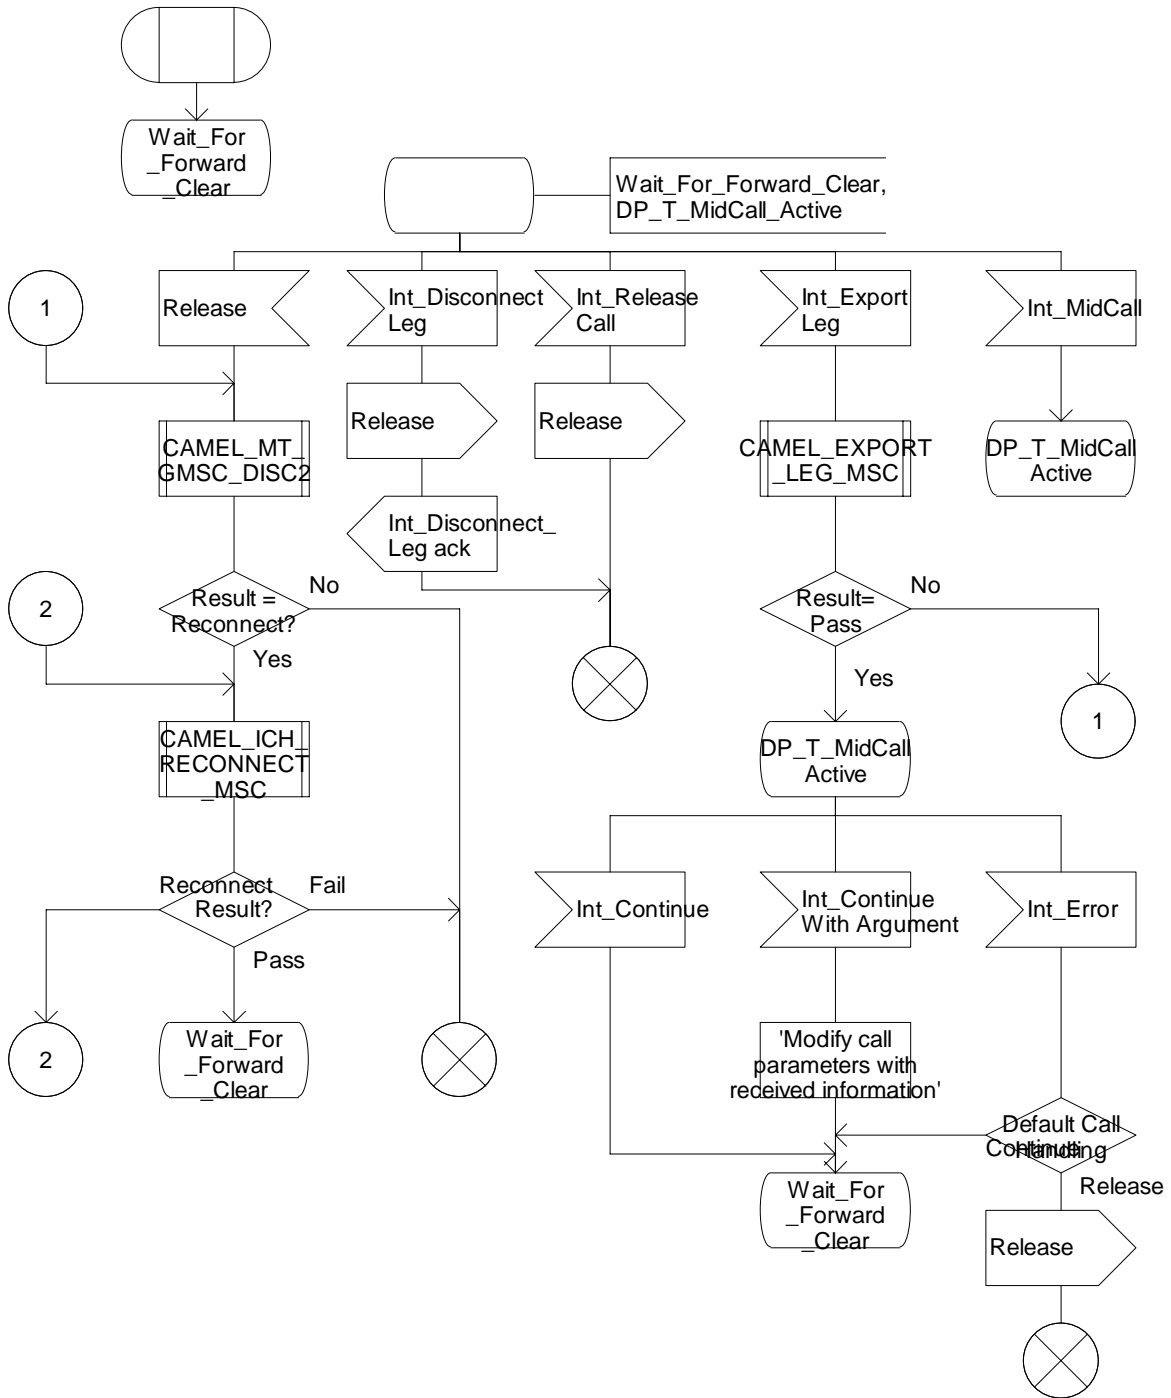 Wait_For
_Forward
_Clear
Wait_For_Forward_Clear,
DP_T_MidCall_Active
1
Release
Int_Disconnect
Leg
Int_Release
Call
Int_Export
Leg
Int_MidCall
Release
Release
CAMEL_MT_
GMSC_DISC2
CAMEL_EXPORT
_LEG_MSC
DP_T_MidCall
Active
Int_Disconnect_
Leg ack
2
Result =
Reconnect?
No
Yes
Result=
Pass
No
Yes
1
CAMEL_ICH_
RECONNECT
_MSC
DP_T_MidCall
Active
Reconnect
Result?
Fail
Pass
Int_Continue
Int_Continue
With Argument
Int_Error
2
Wait_For
_Forward
_Clear
'Modify call
parameters with
received information'
Default Call
Handling
Continue
Release
Wait_For
_Forward
_Clear
Release